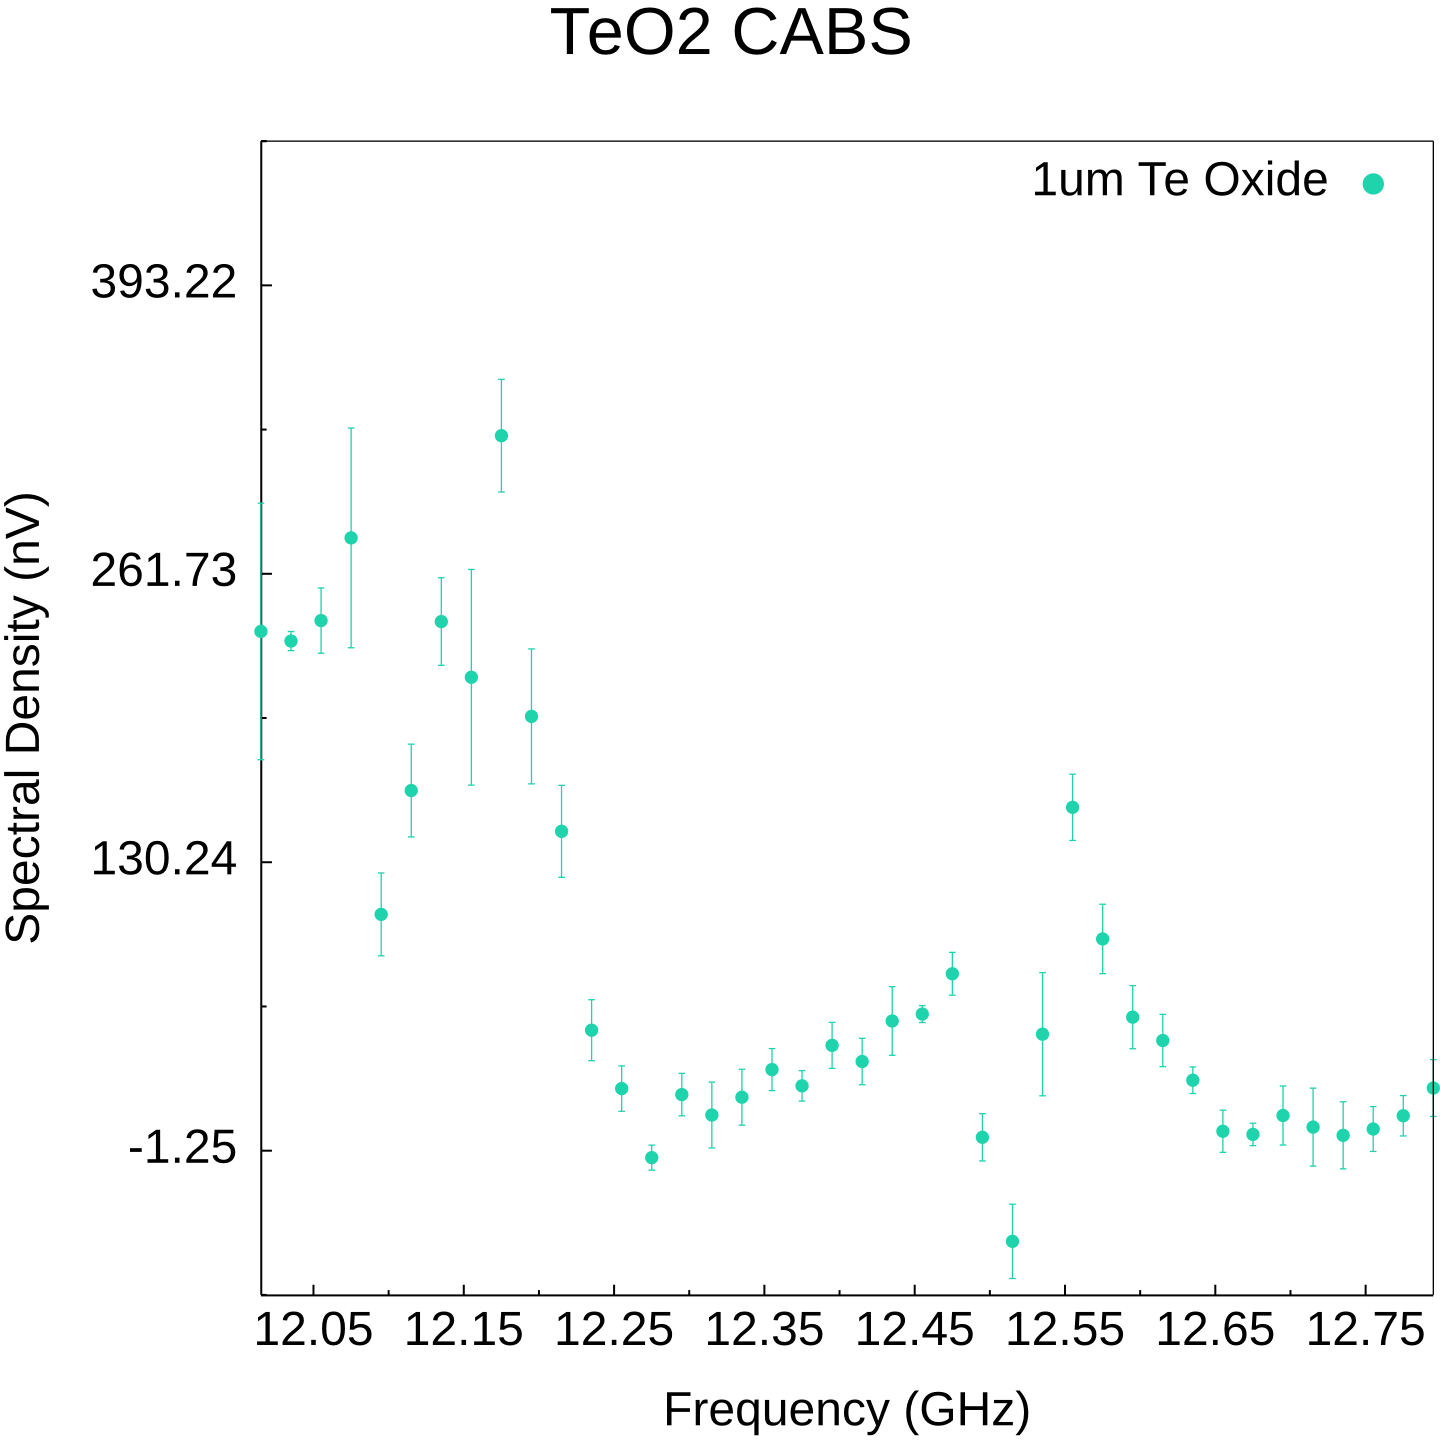 TeO2 CABS
1um Te Oxide
393.22
261.73
130.24
-1.25
Spectral Density (nV)
12.05 12.15 12.25 12.35 12.45 12.55 12.65 12.75
Frequency (GHz)